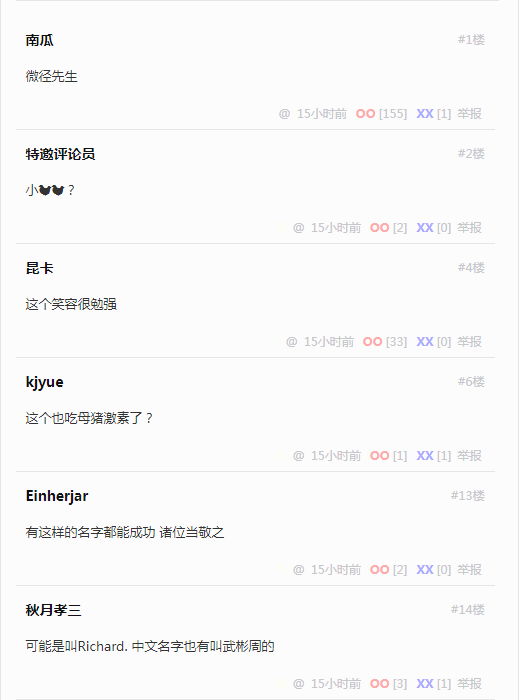 南瓜 #1楼
微径先生
@ 15小时前 OO [155] XX [1] 举报
特邀评论员 #2楼
小🐓🐓？
@ 15小时前 OO [2] XX [0] 举报
昆卡 #4楼
这个笑容很勉强
@ 15小时前 OO [33] XX [0] 举报
kjyue #6楼
这个也吃母猪激素了？
@ 15小时前 OO [1] XX [1] 举报
Einherjar #13楼
有这样的名字都能成功 诸位当敬之
@ 15小时前 OO [2] XX [0] 举报
秋月孝三 #14楼
可能是叫Richard. 中文名字也有叫武彬周的
@ 15小时前 OO [3] XX [1] 举报